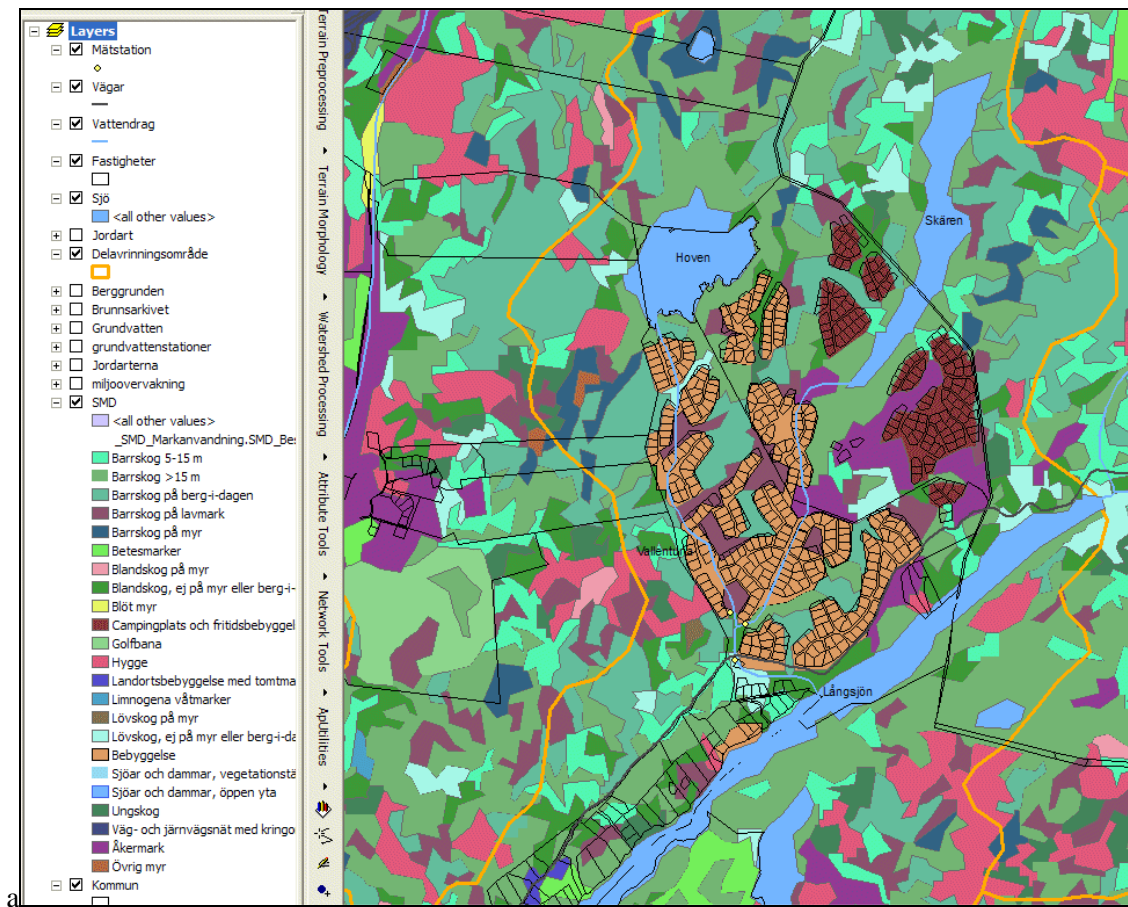 Layers
Mätstation
Vägar
Vattendrag
Fastigheter
Sjö
<all other values>
Jordart
Delavrinningsområde
Berggrunden
Brunnsarkivet
Grundvatten
grundvattenstationer
Jordarterna
miljoovervakning
SMD
<all other values>
_SMD_Markanvandning.SMD_Bes
Barrskog 5-15 m
Barrskog >15 m
Barrskog på berg-i-dagen
Barrskog på lavmark
Barrskog på myr
Betesmarker
Blandskog på myr
Blandskog, ej på myr eller berg-i-
Blöt myr
Campingplats och fritidsbebyggel
Golfbana
Hygge
Landortsbebyggelse med tomtma
Limnogena våtmarker
Lövskog på myr
Lövskog, ej på myr eller berg-i-da
Bebyggelse
Sjöar och dammar, vegetationstä
Sjöar och dammar, öppen yta
Ungskog
Väg- och järnvägsnät med kringo
Åkermark
Övrig myr
Kommun
a
Terrain Preprocessing
Terrain Morphology
Watershed Processing
Attribute Tools
Network Tools
ApUtilities
Skären
Hoven
Vallentuna
Långsjön